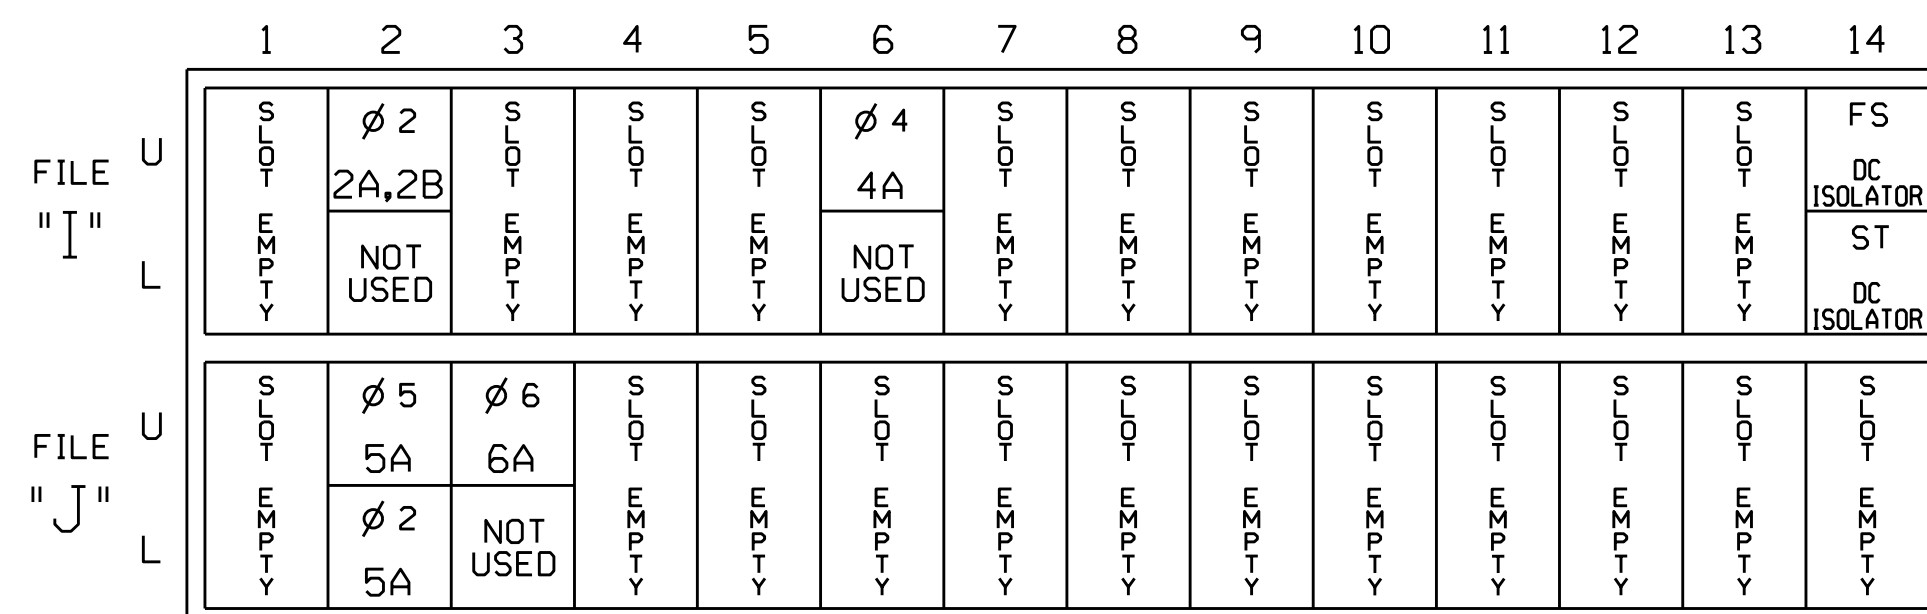 1 2 3 4 5 6 7 8 9 10 11 12 13 14
FILE "I"
U
L
SLOT EMPTY
Ø 2
2A,2B
NOT
USED
SLOT EMPTY
SLOT EMPTY
SLOT EMPTY
Ø 4
4A
NOT
USED
SLOT EMPTY
SLOT EMPTY
SLOT EMPTY
SLOT EMPTY
SLOT EMPTY
SLOT EMPTY
SLOT EMPTY
FS
DC
ISOLATOR
ST
DC
ISOLATOR
FILE "J"
U
L
SLOT EMPTY
Ø 5
5A
Ø 2
5A
Ø 6
6A
NOT
USED
SLOT EMPTY
SLOT EMPTY
SLOT EMPTY
SLOT EMPTY
SLOT EMPTY
SLOT EMPTY
SLOT EMPTY
SLOT EMPTY
SLOT EMPTY
SLOT EMPTY
SLOT EMPTY